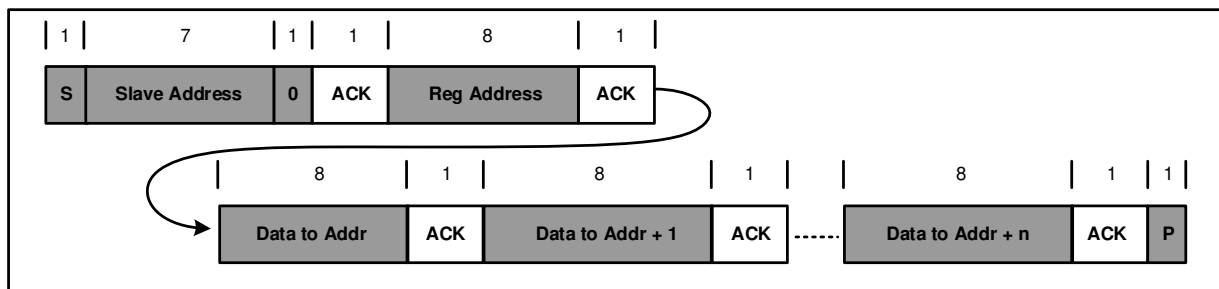 1 7 1 1 8 1
S Slave Address 0 ACK Reg Address ACK
8 1 8 1 8 1 1
Data to Addr ACK Data to Addr + 1 ACK Data to Addr + n ACK P